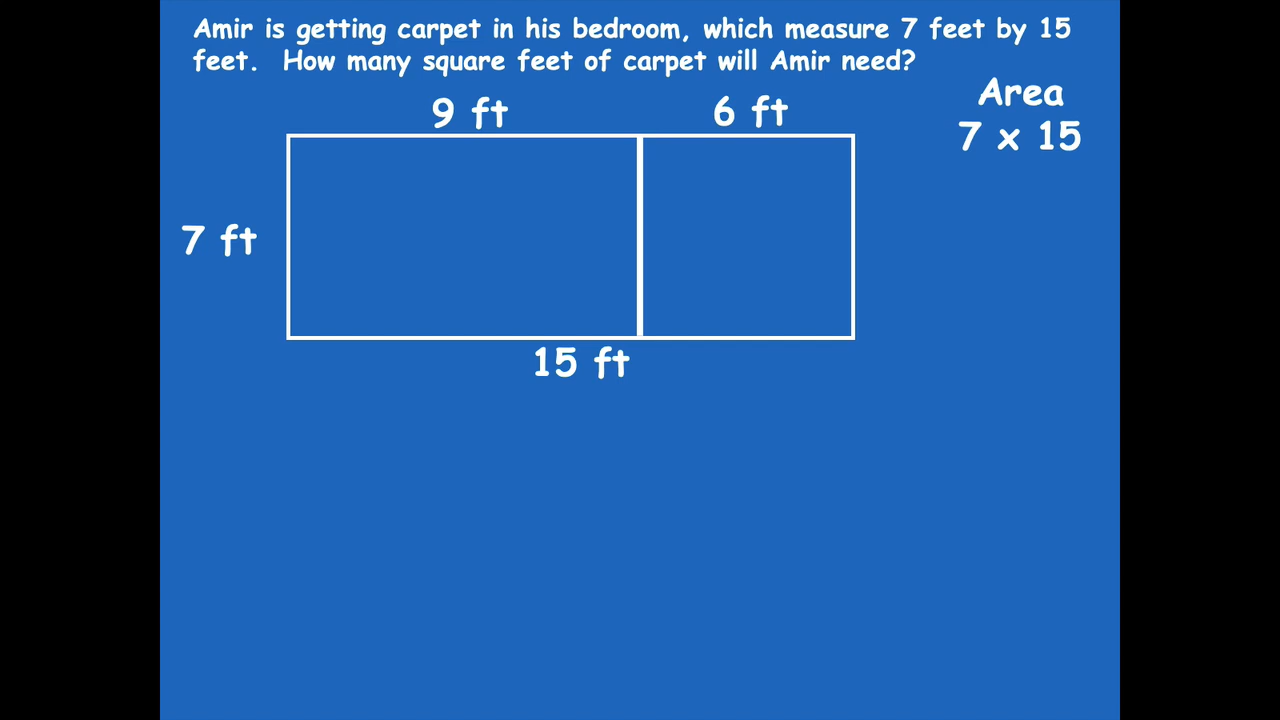 Amir is getting carpet in his bedroom, which measure 7 feet by 15
feet.  How many square feet of carpet will Amir need?
Area
7 x 15
9 ft
6 ft
7 ft
15 ft